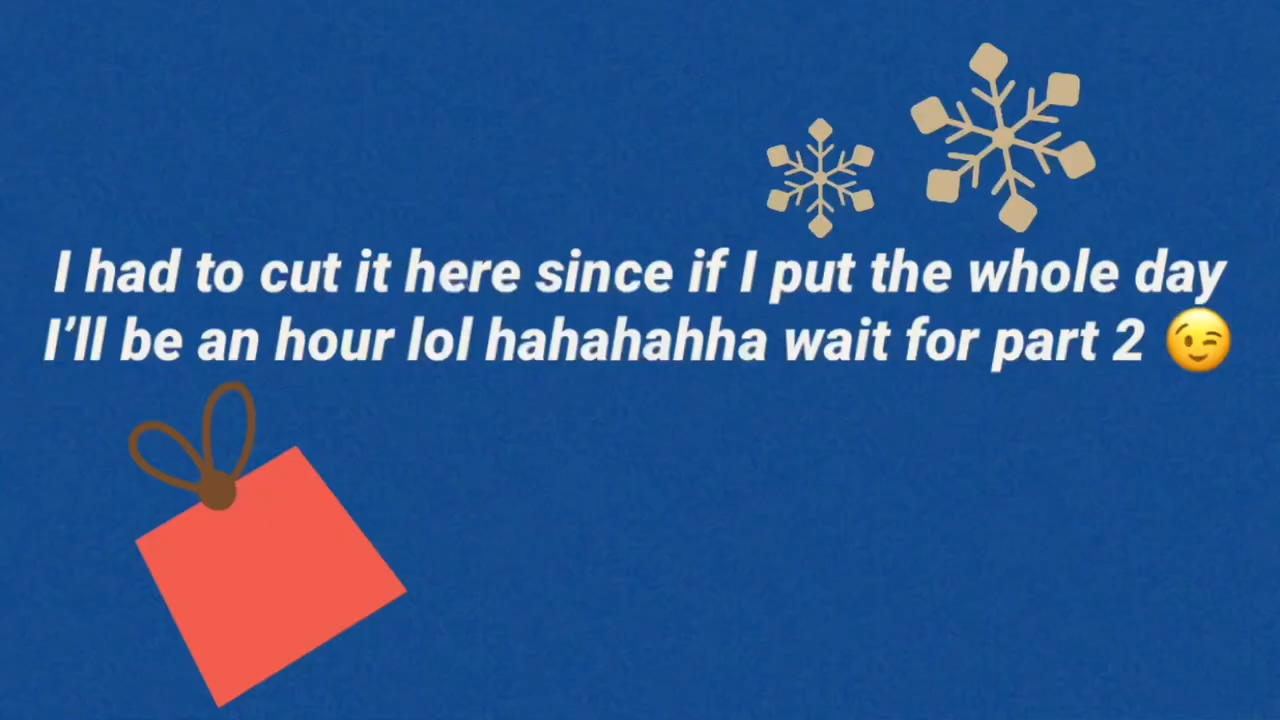 I had to cut it here since if I put the whole day
I’ll be an hour lol hahahahha wait for part 2 😉